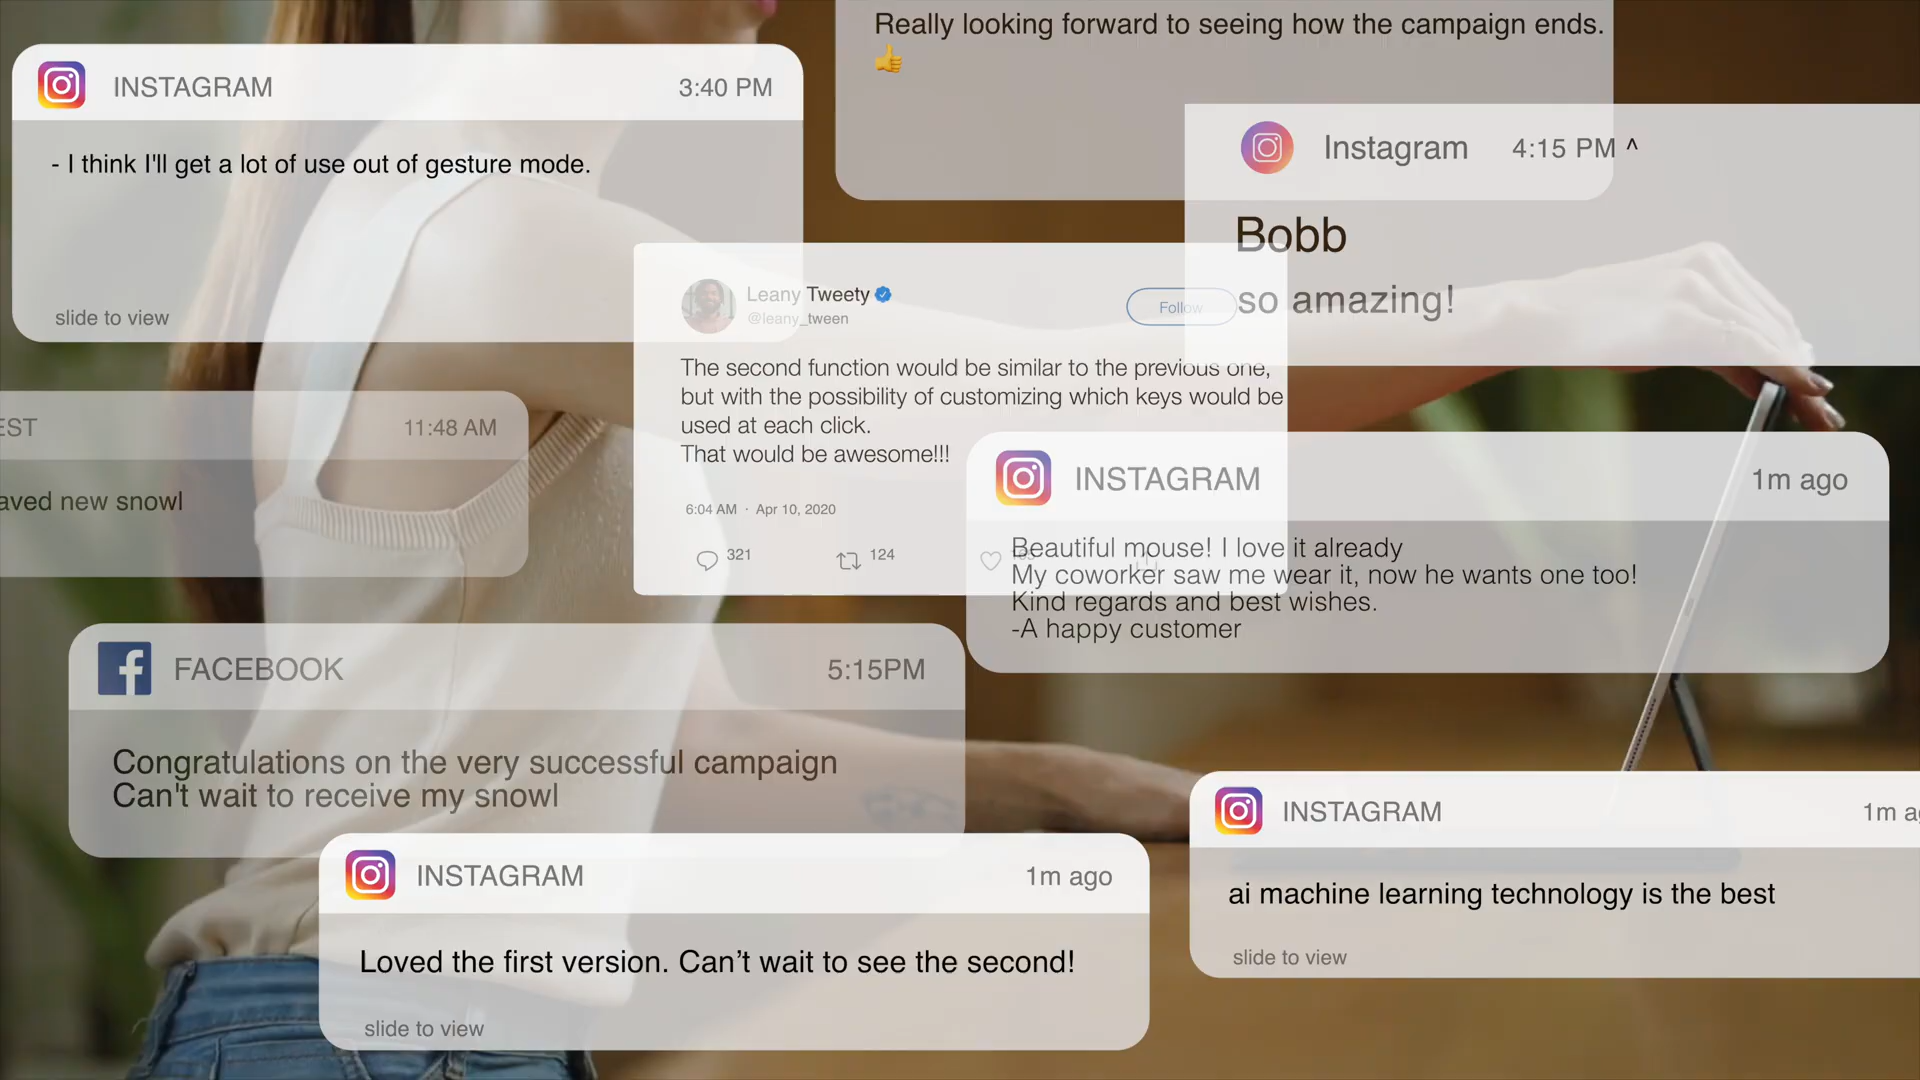 Really looking forward to seeing how the campaign ends.
INSTAGRAM 3:40 PM
- I think I'll get a lot of use out of gesture mode.
slide to view
Instagram 4:15 PM ^
Bobb
so amazing!
Leany Tweety
@leany_tween
Follow
The second function would be similar to the previous one,
but with the possibility of customizing which keys would be
used at each click.
That would be awesome!!!
6:04 AM · Apr 10, 2020
321 124
EST 11:48 AM
aved new snowl
INSTAGRAM 1m ago
Beautiful mouse! I love it already
My coworker saw me wear it, now he wants one too!
Kind regards and best wishes.
-A happy customer
FACEBOOK 5:15PM
Congratulations on the very successful campaign
Can't wait to receive my snowl
INSTAGRAM 1m ago
Loved the first version. Can’t wait to see the second!
slide to view
INSTAGRAM 1m a
ai machine learning technology is the best
slide to view